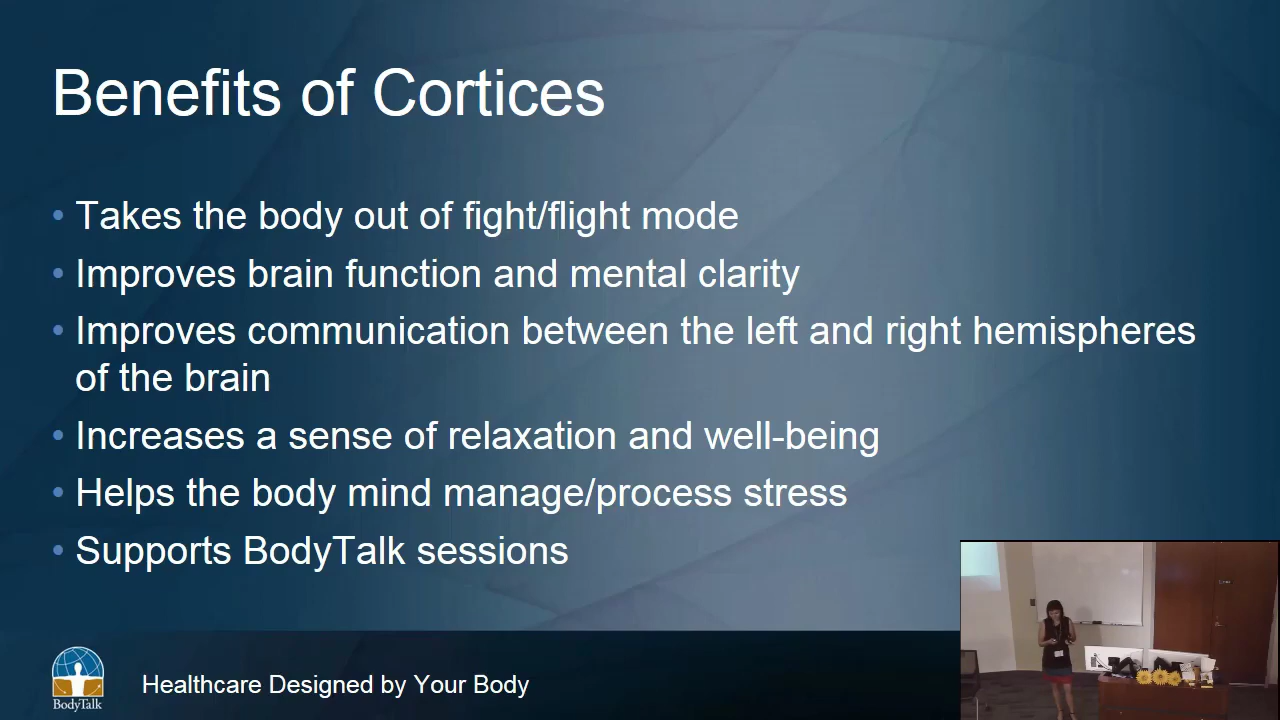 Benefits of Cortices
• Takes the body out of fight/flight mode
• Improves brain function and mental clarity
• Improves communication between the left and right hemispheres
of the brain
• Increases a sense of relaxation and well-being
• Helps the body mind manage/process stress
• Supports BodyTalk sessions
BodyTalk
Healthcare Designed by Your Body